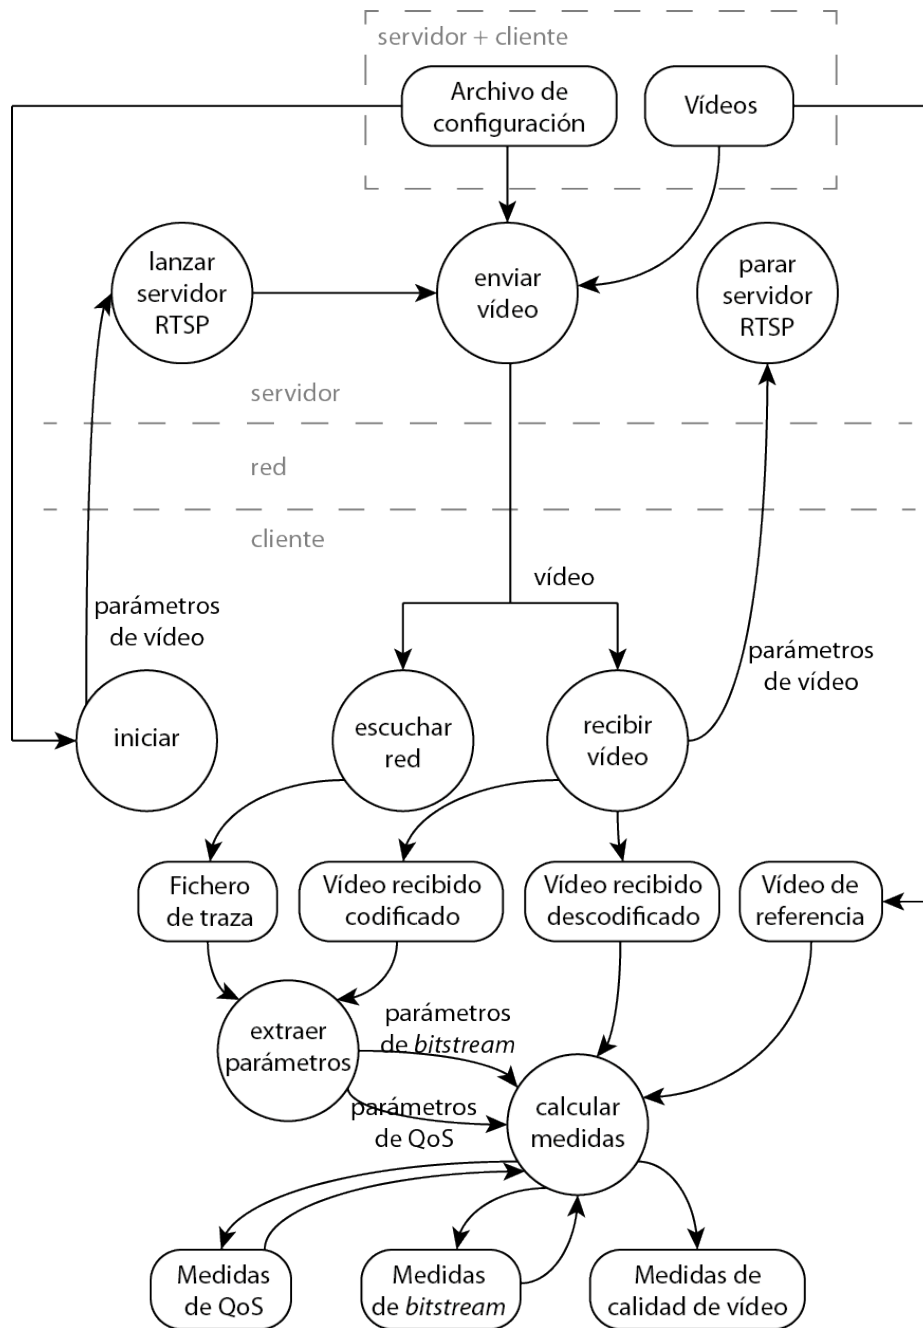 servidor + cliente
Archivo de
configuración
Vídeos
lanzar
servidor
RTSP
enviar
vídeo
parar
servidor
RTSP
servidor
red
cliente
vídeo
parámetros
de vídeo
parámetros
de vídeo
iniciar
escuchar
red
recibir
vídeo
Fichero
de traza
Vídeo recibido
codificado
Vídeo recibido
descodificado
Vídeo de
referencia
extraer
parámetros
parámetros
de bitstream
parámetros
de QoS
calcular
medidas
Medidas
de QoS
Medidas
de bitstream
Medidas de
calidad de vídeo